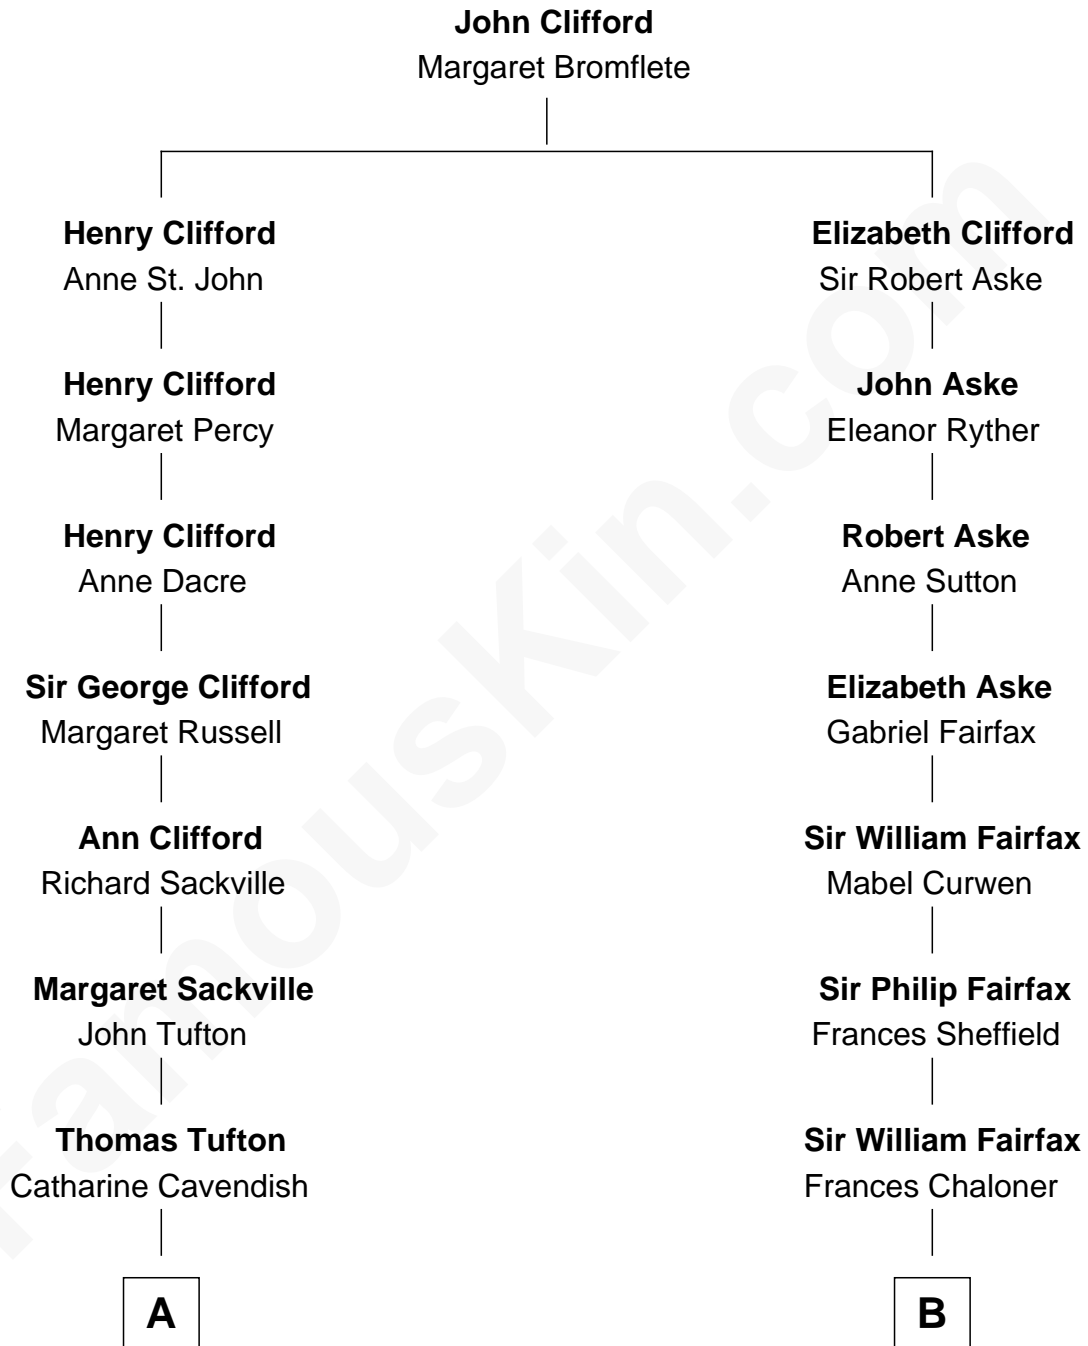 John Clifford
Margaret Bromflete
Henry Clifford
Anne St. John
Henry Clifford
Margaret Percy
Henry Clifford
Anne Dacre
Sir George Clifford
Margaret Russell
Ann Clifford
Richard Sackville
Margaret Sackville
John Tufton
Thomas Tufton
Catharine Cavendish
A
Elizabeth Clifford
Sir Robert Aske
John Aske
Eleanor Ryther
Robert Aske
Anne Sutton
Elizabeth Aske
Gabriel Fairfax
Sir William Fairfax
Mabel Curwen
Sir Philip Fairfax
Frances Sheffield
Sir William Fairfax
Frances Chaloner
B
FamousKin.com